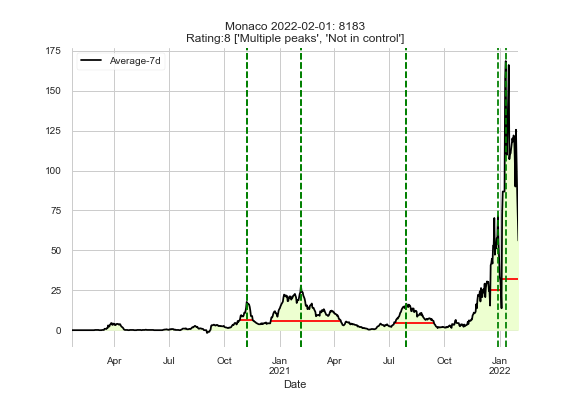 Monaco 2022-02-01: 8183
Rating:8 ['Multiple peaks', 'Not in control']
Average-7d
175
150
125
100
75
50
25
0
Apr Jul Oct Jan Apr Jul Oct Jan
2021 2022
Date